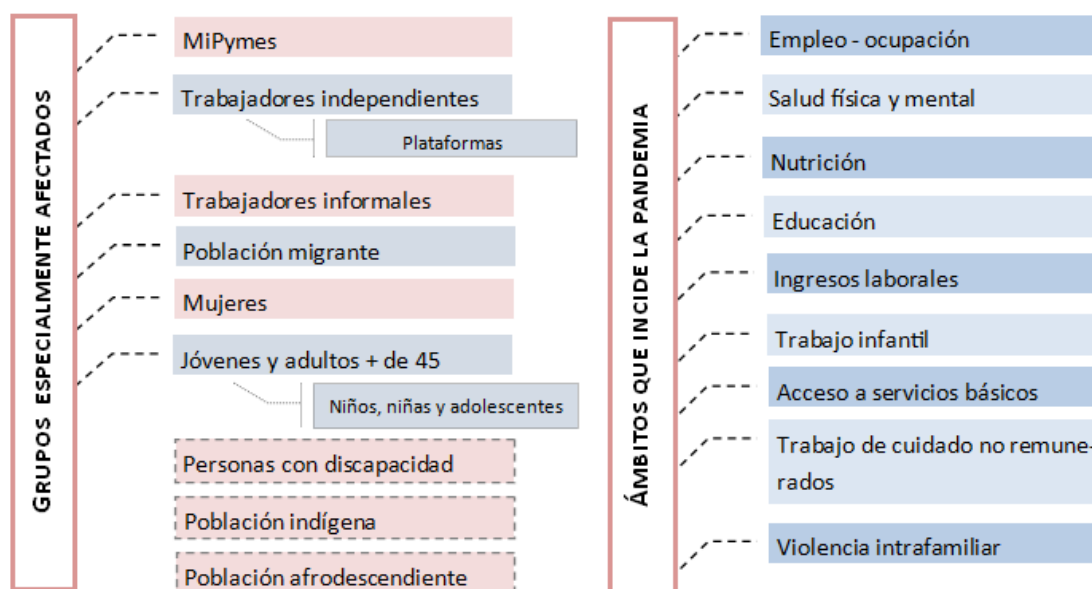 GRUPOS ESPECIALMENTE AFECTADOS
MiPymes
Trabajadores independientes
Plataformas
Trabajadores informales
Población migrante
Mujeres
Jóvenes y adultos + de 45
Niños, niñas y adolescentes
Personas con discapacidad
Población indígena
Población afrodescendiente
ÁMBITOS QUE INCIDE LA PANDEMIA
Empleo - ocupación
Salud física y mental
Nutrición
Educación
Ingresos laborales
Trabajo infantil
Acceso a servicios básicos
Trabajo de cuidado no remune-
rados
Violencia intrafamiliar